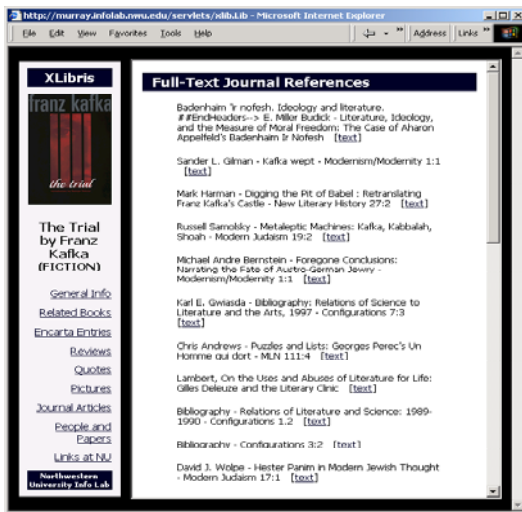 http://murray.infolab.nwu.edu/servlets/xlib.Lib - Microsoft Internet Explorer
File Edit View Favorites Tools Help
Address Links
XLibris
franz kafka
the trial
The Trial
by Franz
Kafka
(FICTION)
General Info
Related Books
Encarta Entries
Reviews
Quotes
Pictures
Journal Articles
People and
Papers
Links at NU
Northwestern
University Info Lab
Full-Text Journal References
Badenhaim 'ir nofesh. Ideology and literature.
##EndHeaders--> E. Miller Budick - Literature, Ideology,
and the Measure of Moral Freedom: The Case of Aharon
Appelfeld's Badenhaim Ir Nofesh [text]
Sander L. Gilman - Kafka wept - Modernism/Modernity 1:1
[text]
Mark Harman - Digging the Pit of Babel : Retranslating
Franz Kafka's Castle - New Literary History 27:2 [text]
Russell Samolsky - Metaleptic Machines: Kafka, Kabbalah,
Shoah - Modern Judaism 19:2 [text]
Michael Andre Bernstein - Foregone Conclusions:
Narrating the Fate of Austro-German Jewry -
Modernism/Modernity 1:1 [text]
Karl E. Gwiasda - Bibliography: Relations of Science to
Literature and the Arts, 1997 - Configurations 7:3
[text]
Chris Andrews - Puzzles and Lists: Georges Perec's Un
Homme qui dort - MLN 111:4 [text]
Lambert, On the Uses and Abuses of Literature for Life:
Gilles Deleuze and the Literary Clinic [text]
Bibliography - Relations of Literature and Science: 1989-
1990 - Configurations 1.2 [text]
Bibliography - Configurations 3:2 [text]
David J. Wolpe - Hester Panim in Modern Jewish Thought
- Modern Judaism 17:1 [text]